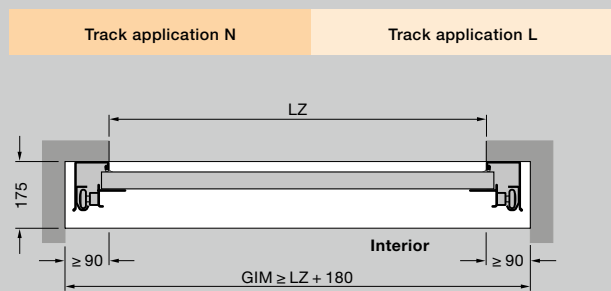 Track application N
Track application L
LZ
175
Interior
≥ 90
≥ 90
GIM ≥ LZ + 180